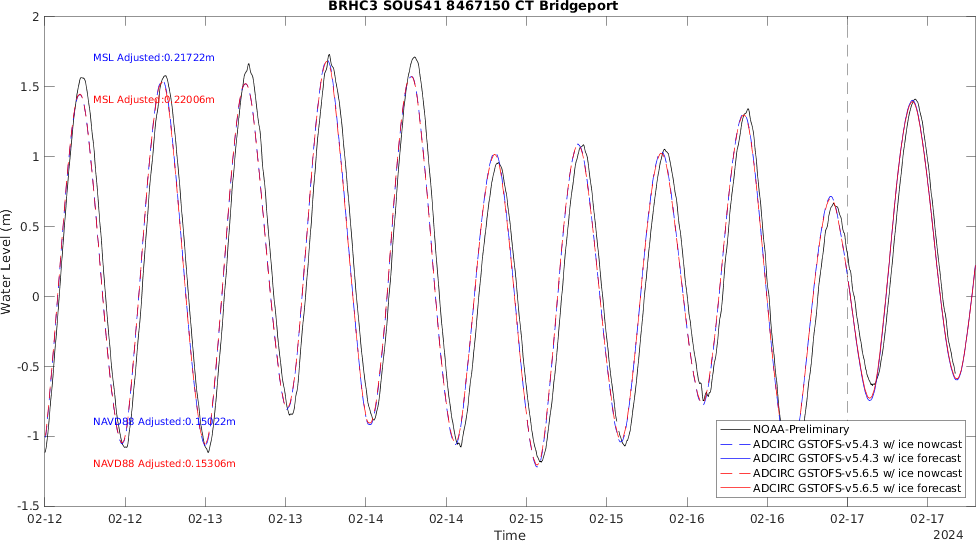 BRHC3 SOUS41 8467150 CT Bridgeport
2
1.5
1
0.5
0
-0.5
-1
-1.5
Water Level (m)
MSL Adjusted:0.21722m
MSL Adjusted:0.22006m
NAVD88 Adjusted:0.15022m
NAVD88 Adjusted:0.15306m
NOAA-Preliminary
ADCIRC GSTOFS-v5.4.3 w/ ice nowcast
ADCIRC GSTOFS-v5.4.3 w/ ice forecast
ADCIRC GSTOFS-v5.6.5 w/ ice nowcast
ADCIRC GSTOFS-v5.6.5 w/ ice forecast
02-12 02-12 02-13 02-13 02-14 02-14 02-15 02-15 02-16 02-16 02-17 02-17
Time
2024